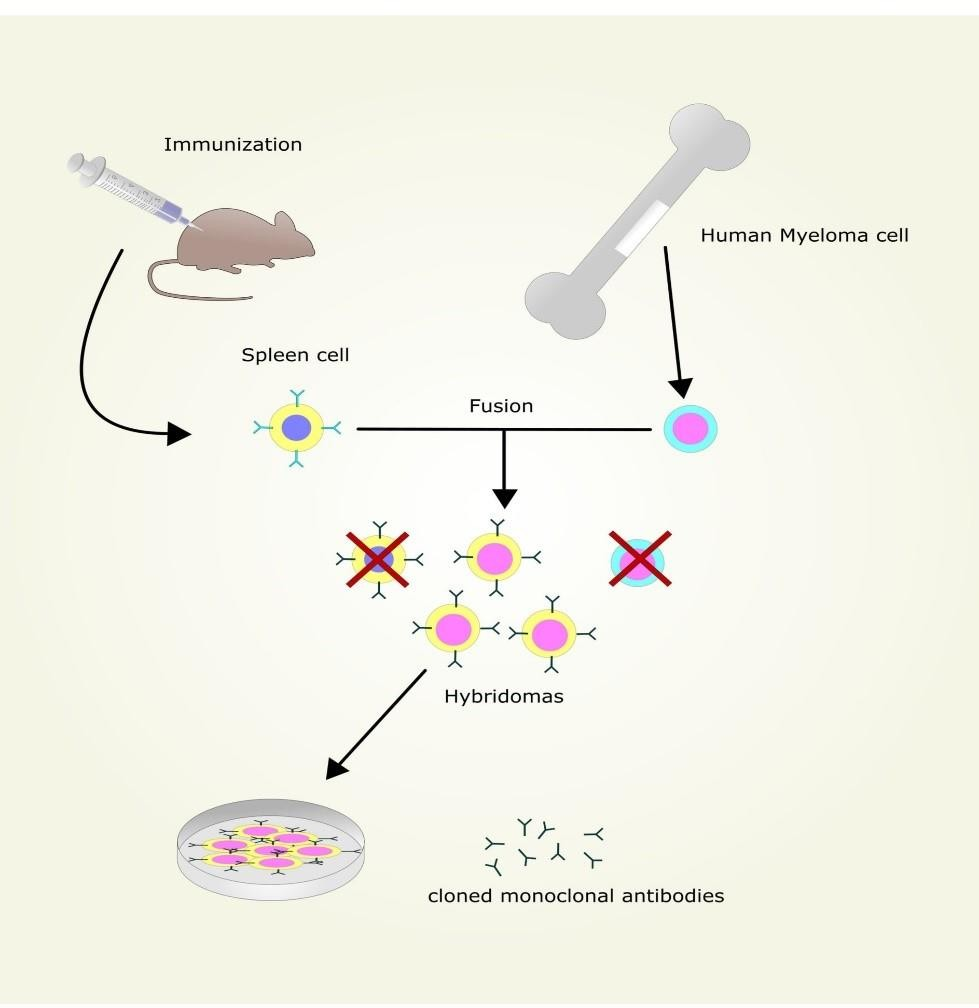 Immunization
Human Myeloma cell
Spleen cell
Fusion
Hybridomas
cloned monoclonal antibodies